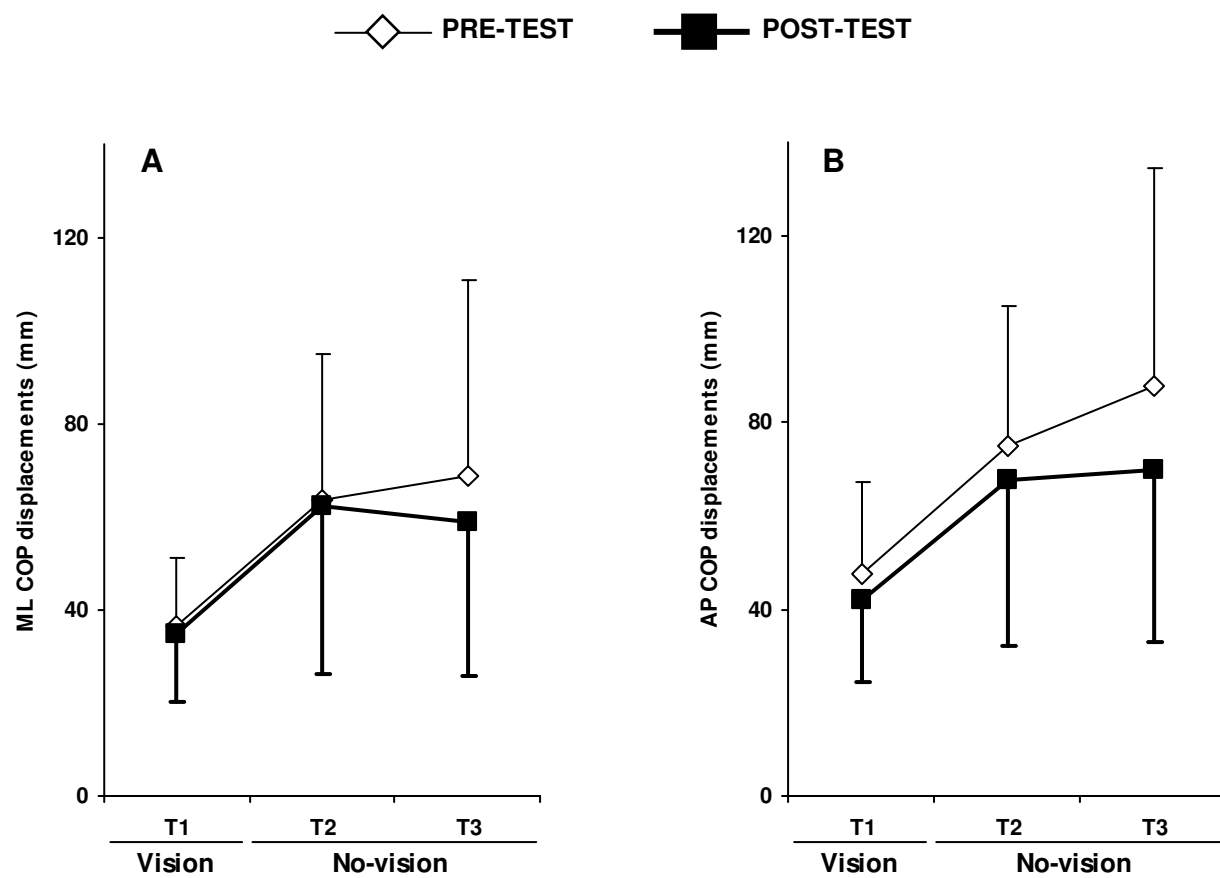 PRE-TEST POST-TEST
A
ML COP displacements (mm)
120
80
40
0
T1 T2 T3
Vision No-vision
B
AP COP displacements (mm)
120
80
40
0
T1 T2 T3
Vision No-vision